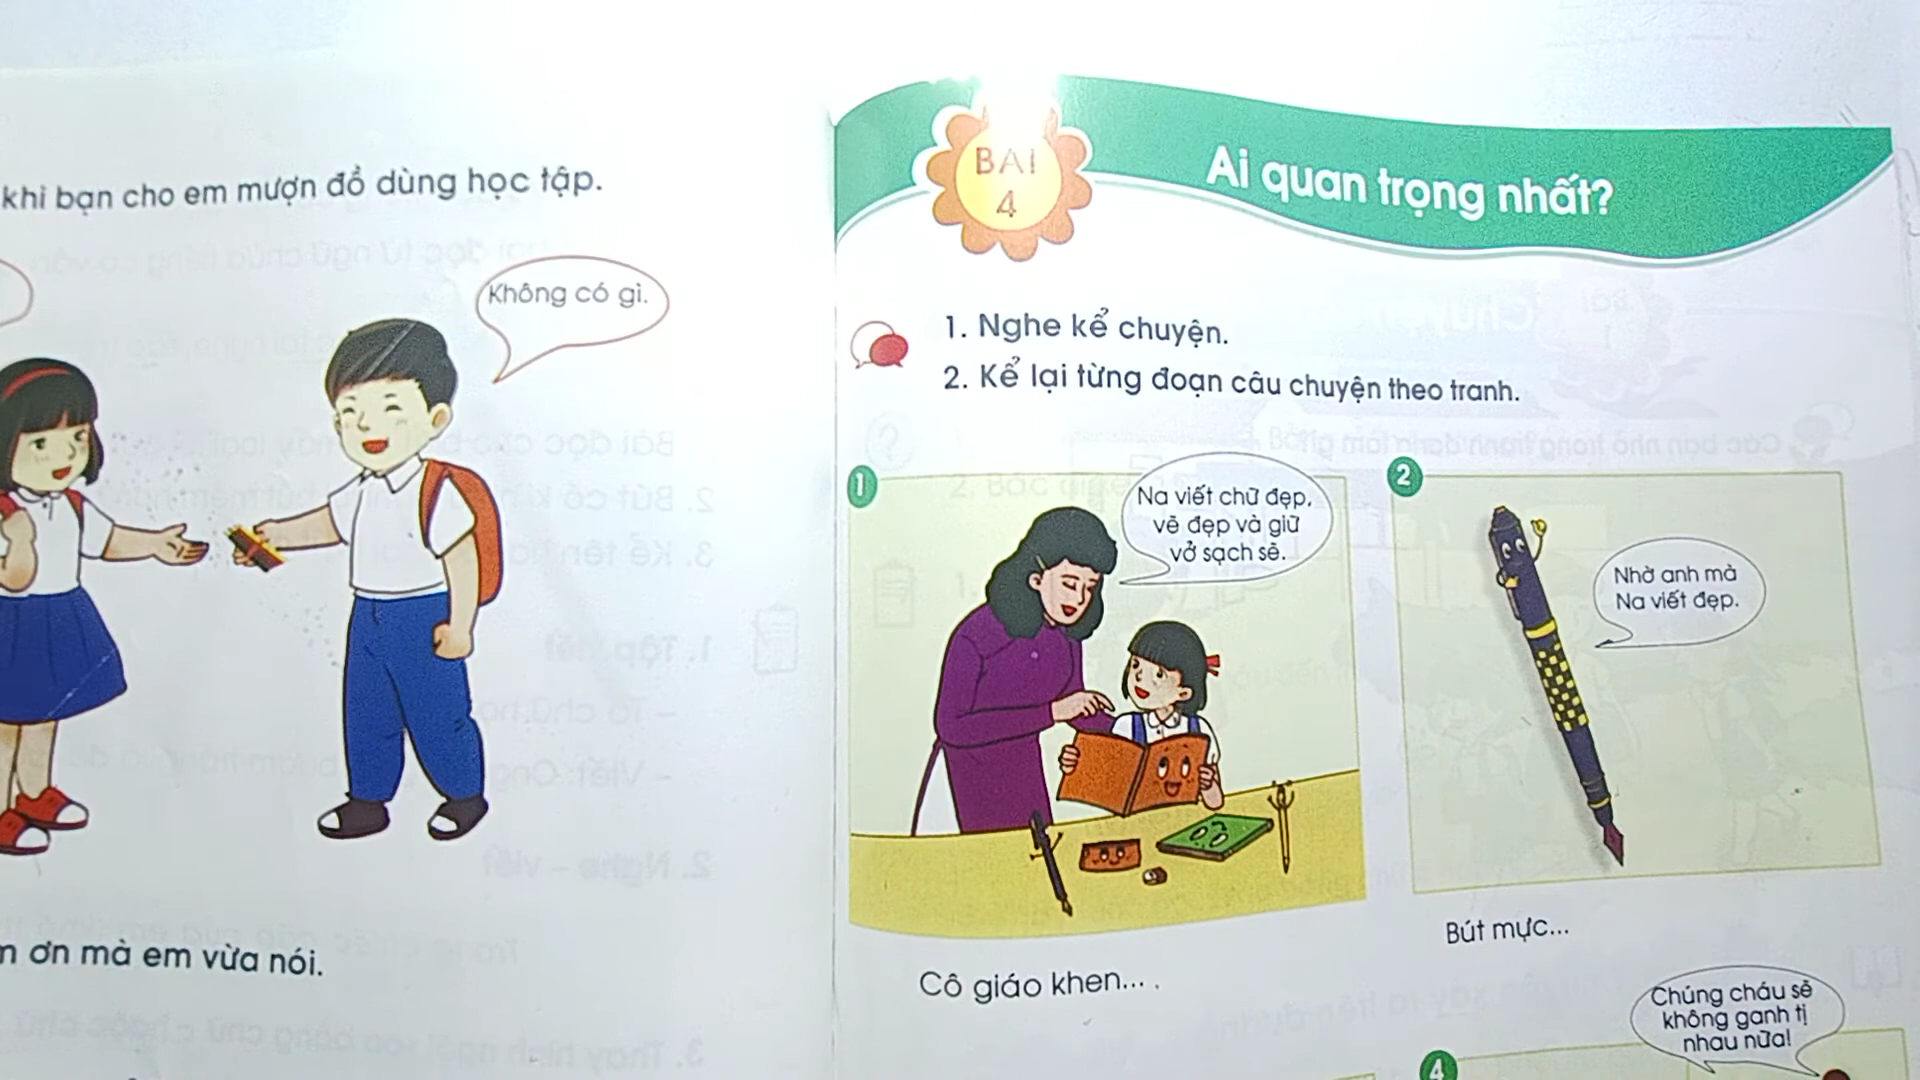 khi bạn cho em mượn đồ dùng học tập.
Không có gì.
ơn mà em vừa nói.
BÀI
4
Ai quan trọng nhất?
1. Nghe kể chuyện.
2. Kể lại từng đoạn câu chuyện theo tranh.
1
Na viết chữ đẹp,
vẽ đẹp và giữ
vở sạch sẽ.
Cô giáo khen... .
2
Nhờ anh mà
Na viết đẹp.
Bút mực...
Chúng cháu sẽ
không ganh tị
nhau nữa!
4